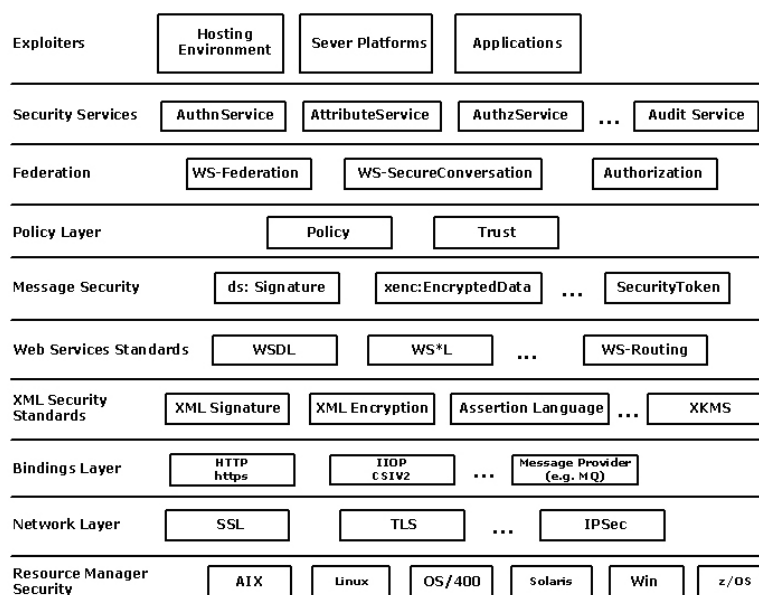 Exploiters
Hosting
Environment
Sever Platforms
Applications
Security Services
AuthnService
AttributeService
AuthzService
...
Audit Service
Federation
WS-Federation
WS-SecureConversation
Authorization
Policy Layer
Policy
Trust
Message Security
ds: Signature
xenc:EncryptedData
...
SecurityToken
Web Services Standards
WSDL
WS*L
...
WS-Routing
XML Security
Standards
XML Signature
XML Encryption
Assertion Language
...
XKMS
Bindings Layer
HTTP
https
IIOP
CSIV2
...
Message Provider
(e.g. MQ)
Network Layer
SSL
TLS
...
IPSec
Resource Manager
Security
AIX
Linux
OS/400
Solaris
Win
z/OS